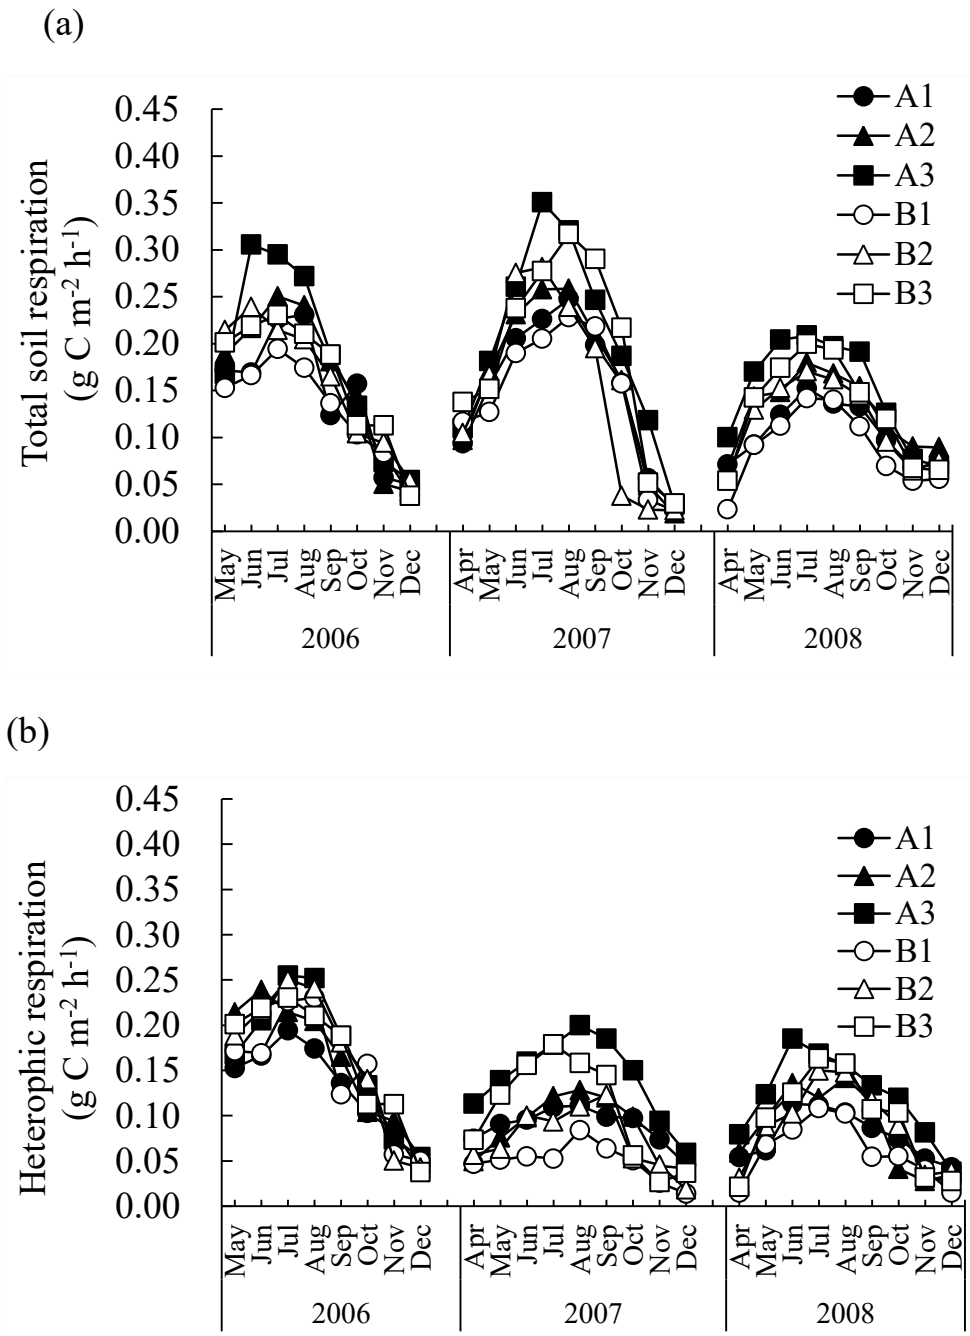 (a)
Total soil respiration
(g C m-2 h-1)
0.45
0.40
0.35
0.30
0.25
0.20
0.15
0.10
0.05
0.00
A1
A2
A3
B1
B2
B3
May Jun Jul Aug Sep Oct Nov Dec Apr May Jun Jul Aug Sep Oct Nov Dec Apr May Jun Jul Aug Sep Oct Nov Dec
2006 2007 2008
(b)
Heterophic respiration
(g C m-2 h-1)
0.45
0.40
0.35
0.30
0.25
0.20
0.15
0.10
0.05
0.00
A1
A2
A3
B1
B2
B3
May Jun Jul Aug Sep Oct Nov Dec Apr May Jun Jul Aug Sep Oct Nov Dec Apr May Jun Jul Aug Sep Oct Nov Dec
2006 2007 2008